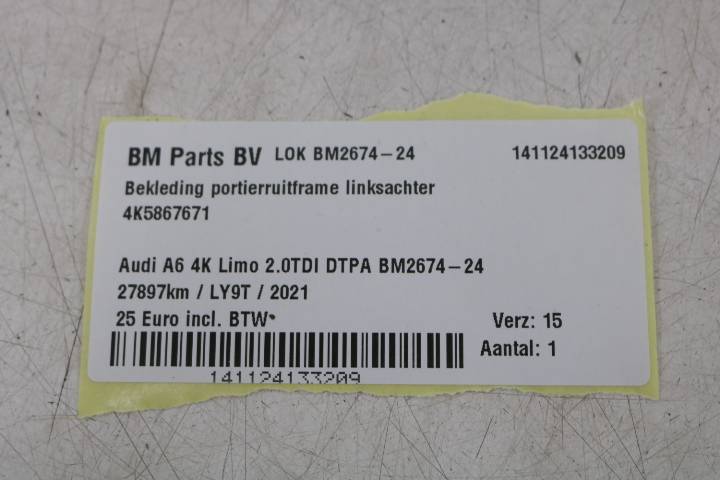 BM Parts BV LOK BM2674-24 141124133209
Bekleding portierruitframe linksachter
4K5867671
Audi A6 4K Limo 2.0TDI DTPA BM2674-24
27897km / LY9T / 2021
25 Euro incl. BTW* Verz: 15
Aantal: 1
141124133209